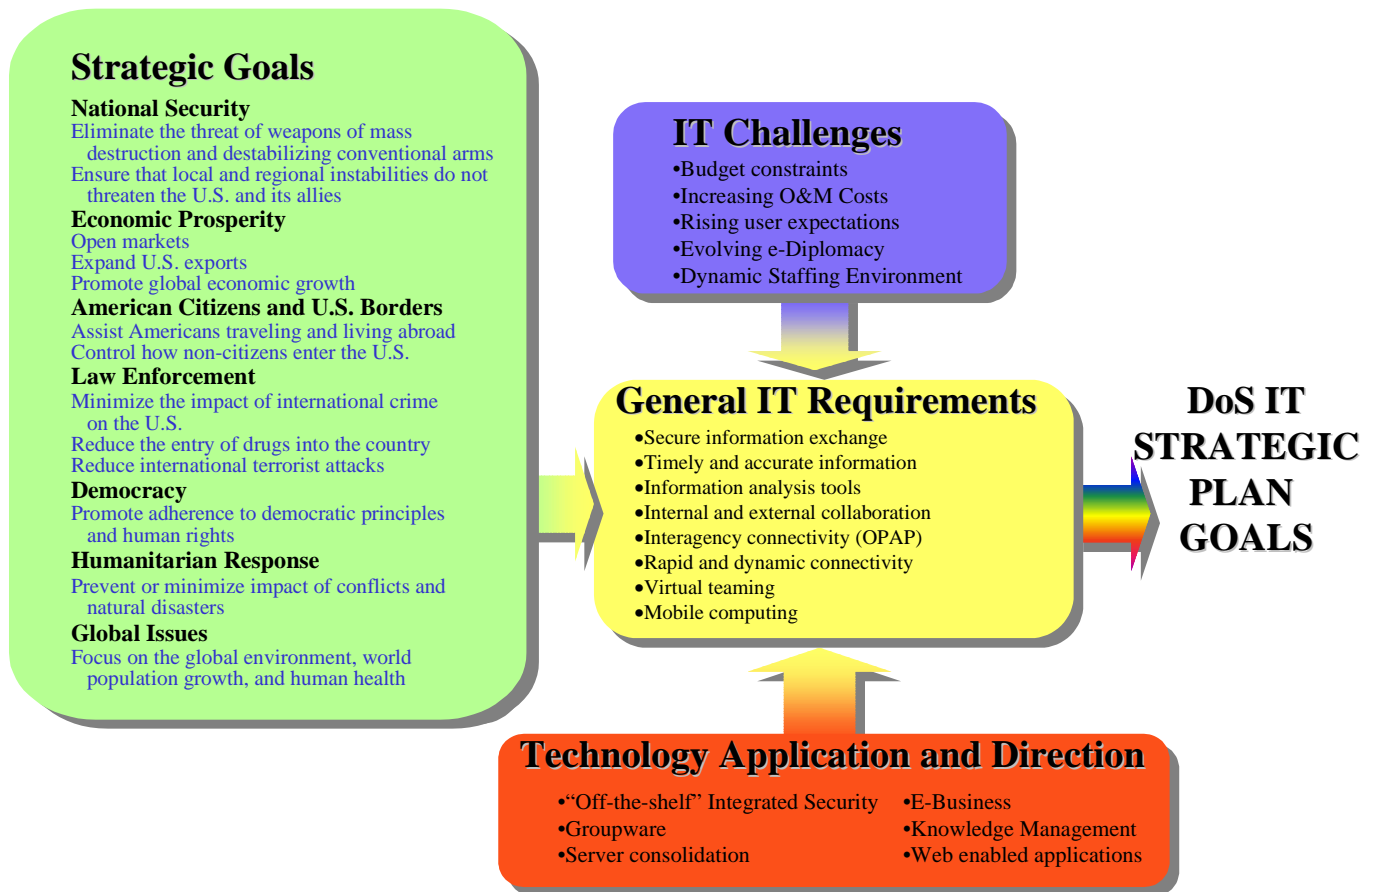 Strategic Goals
National Security
Eliminate the threat of weapons of mass
destruction and destabilizing conventional arms
Ensure that local and regional instabilities do not
threaten the U.S. and its allies
Economic Prosperity
Open markets
Expand U.S. exports
Promote global economic growth
American Citizens and U.S. Borders
Assist Americans traveling and living abroad
Control how non-citizens enter the U.S.
Law Enforcement
Minimize the impact of international crime
on the U.S.
Reduce the entry of drugs into the country
Reduce international terrorist attacks
Democracy
Promote adherence to democratic principles
and human rights
Humanitarian Response
Prevent or minimize impact of conflicts and
natural disasters
Global Issues
Focus on the global environment, world
population growth, and human health
IT Challenges
•Budget constraints
•Increasing O&M Costs
•Rising user expectations
•Evolving e-Diplomacy
•Dynamic Staffing Environment
General IT Requirements
•Secure information exchange
•Timely and accurate information
•Information analysis tools
•Internal and external collaboration
•Interagency connectivity (OPAP)
•Rapid and dynamic connectivity
•Virtual teaming
•Mobile computing
DoS IT
STRATEGIC
PLAN
GOALS
Technology Application and Direction
•“Off-the-shelf” Integrated Security
•Groupware
•Server consolidation
•E-Business
•Knowledge Management
•Web enabled applications